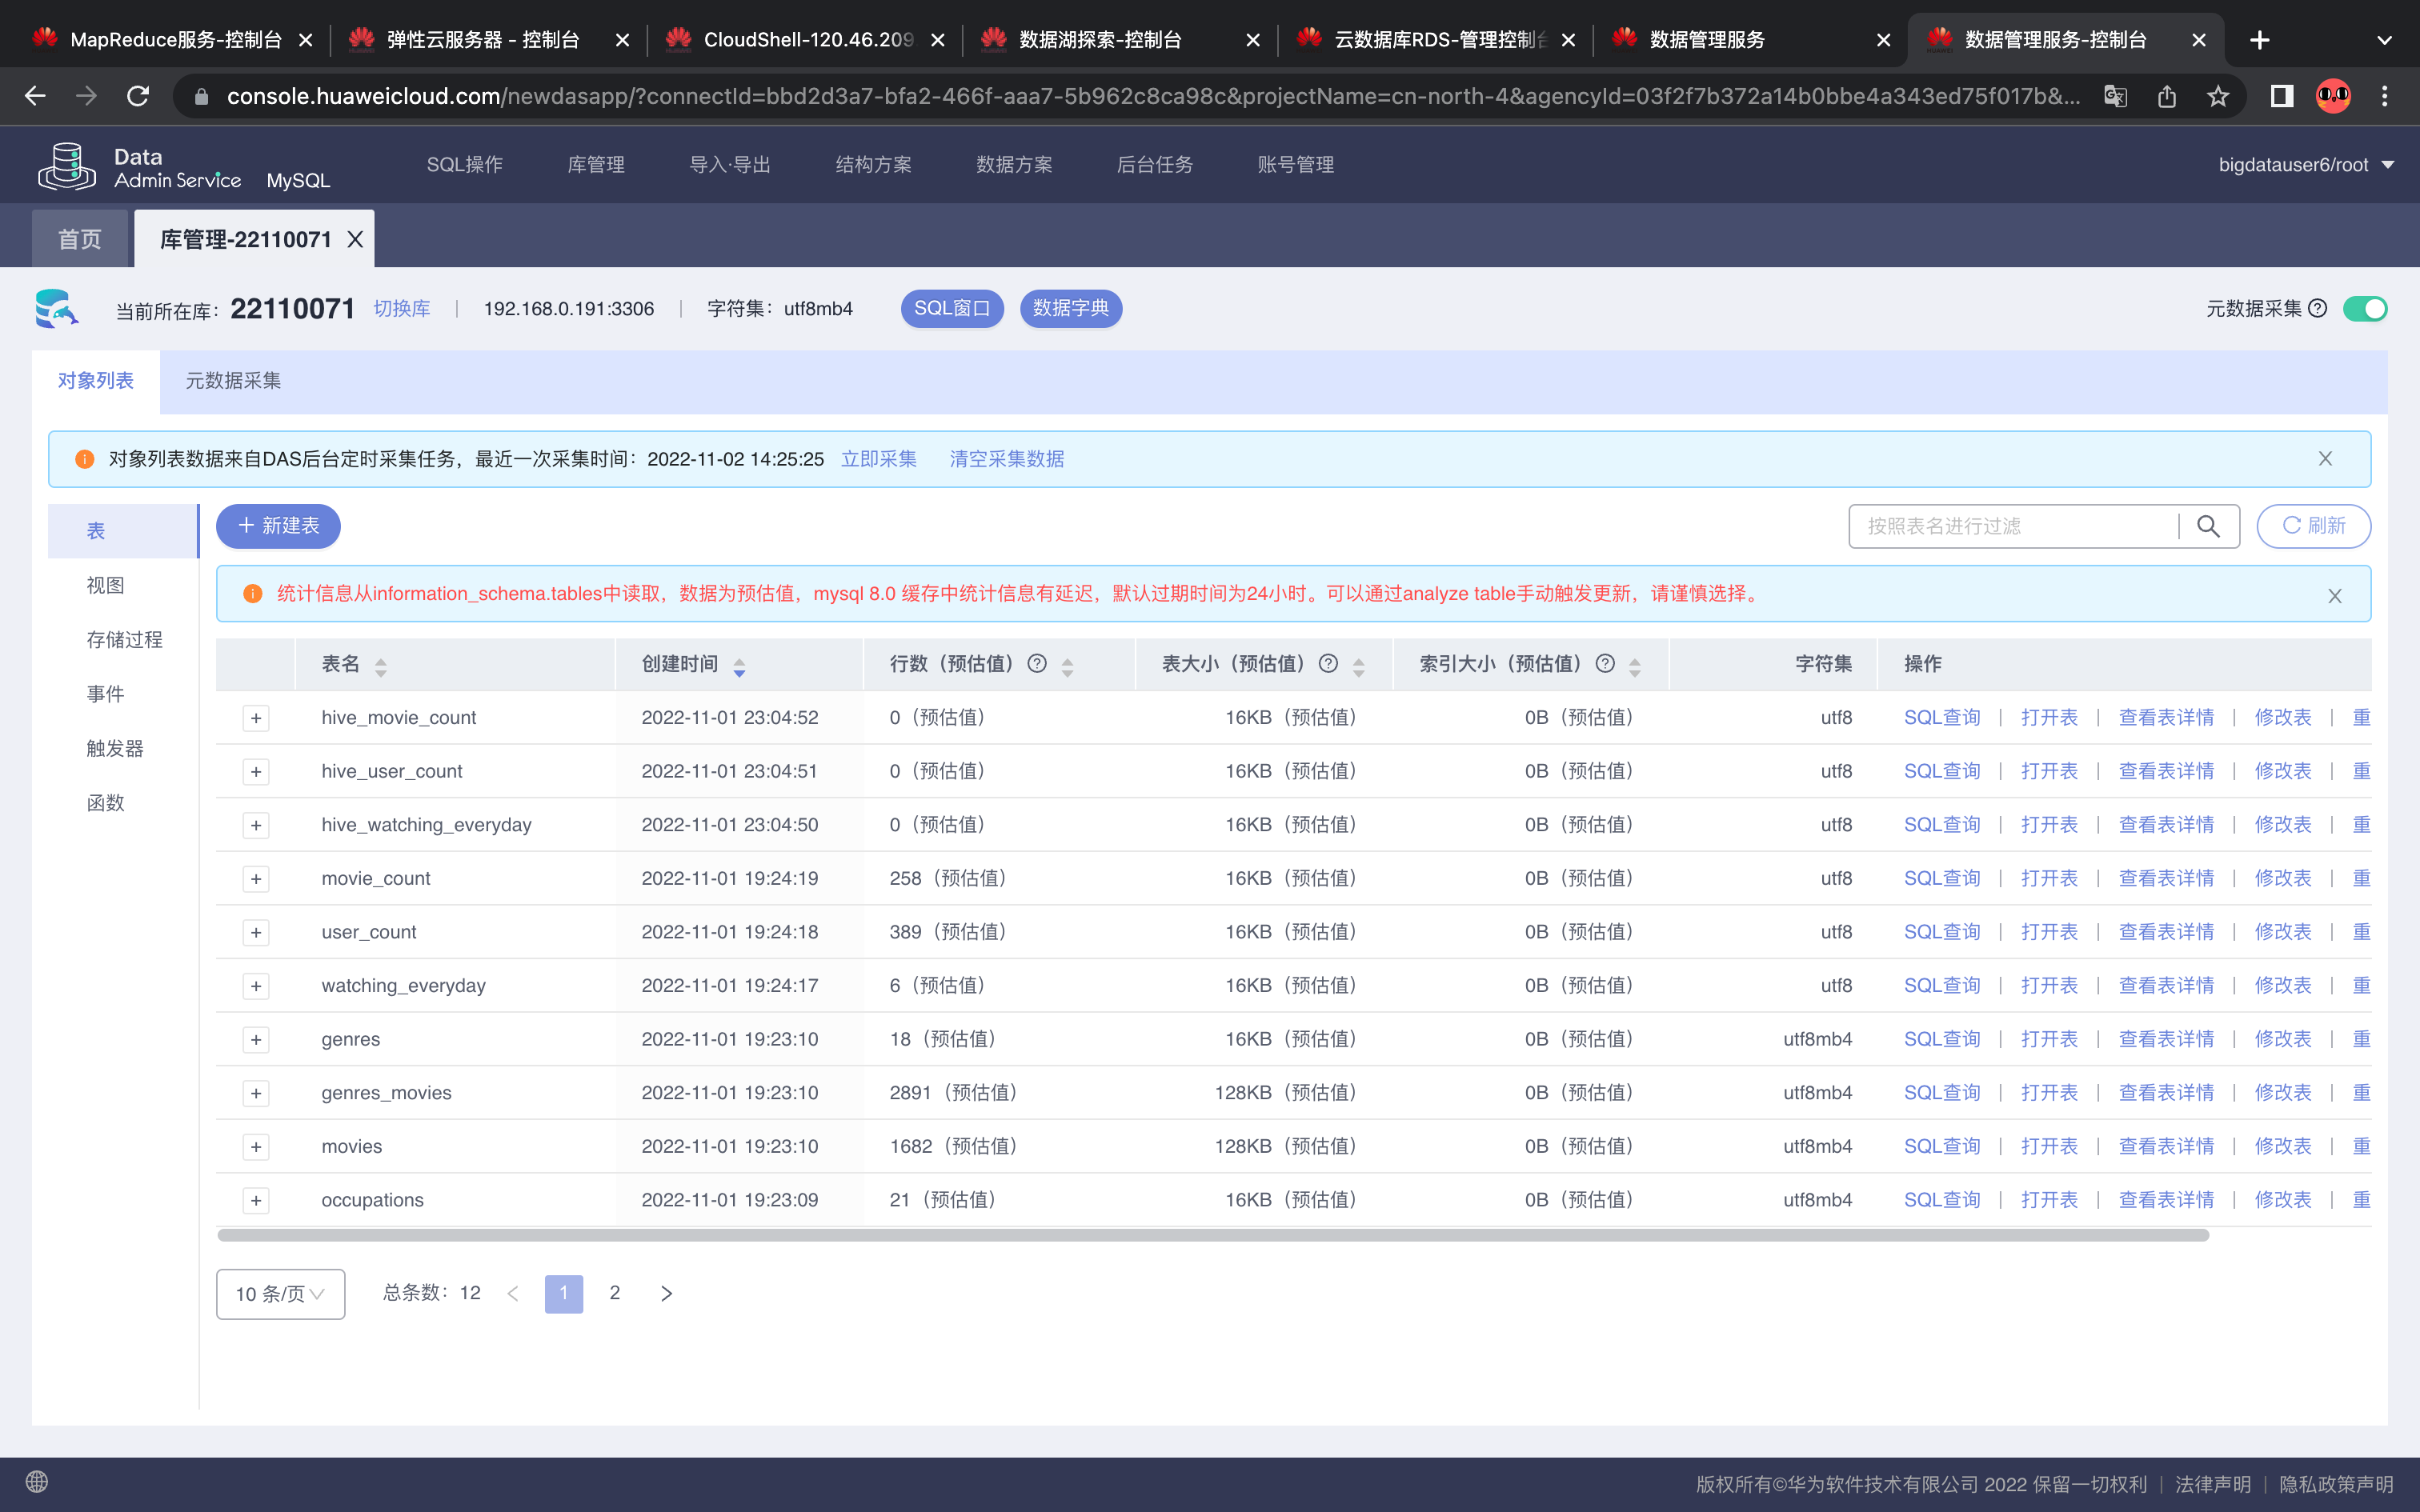 MapReduce服务-控制台
弹性云服务器 - 控制台
CloudShell-120.46.209
数据湖探索-控制台
云数据库RDS-管理控制台
数据管理服务
数据管理服务-控制台
console.huaweicloud.com/newdasapp/?connectId=bbd2d3a7-bfa2-466f-aaa7-5b962c8ca98c&projectName=cn-north-4&agencyId=03f2f7b372a14b0bbe4a343ed75f017b&...
Data Admin Service MySQL
SQL操作 库管理 导入·导出 结构方案 数据方案 后台任务 账号管理
bigdatauser6/root
首页 库管理-22110071
当前所在库：22110071 切换库 | 192.168.0.191:3306 | 字符集：utf8mb4 SQL窗口 数据字典
元数据采集
对象列表 元数据采集
对象列表数据来自DAS后台定时采集任务，最近一次采集时间：2022-11-02 14:25:25 立即采集 清空采集数据
表
视图
存储过程
事件
触发器
函数
+ 新建表
按照表名进行过滤
刷新
统计信息从information_schema.tables中读取，数据为预估值，mysql 8.0 缓存中统计信息有延迟，默认过期时间为24小时。可以通过analyze table手动触发更新，请谨慎选择。
表名 创建时间 行数（预估值） 表大小（预估值） 索引大小（预估值） 字符集 操作
hive_movie_count 2022-11-01 23:04:52 0（预估值） 16KB（预估值） 0B（预估值） utf8 SQL查询 | 打开表 | 查看表详情 | 修改表 | 重
hive_user_count 2022-11-01 23:04:51 0（预估值） 16KB（预估值） 0B（预估值） utf8 SQL查询 | 打开表 | 查看表详情 | 修改表 | 重
hive_watching_everyday 2022-11-01 23:04:50 0（预估值） 16KB（预估值） 0B（预估值） utf8 SQL查询 | 打开表 | 查看表详情 | 修改表 | 重
movie_count 2022-11-01 19:24:19 258（预估值） 16KB（预估值） 0B（预估值） utf8 SQL查询 | 打开表 | 查看表详情 | 修改表 | 重
user_count 2022-11-01 19:24:18 389（预估值） 16KB（预估值） 0B（预估值） utf8 SQL查询 | 打开表 | 查看表详情 | 修改表 | 重
watching_everyday 2022-11-01 19:24:17 6（预估值） 16KB（预估值） 0B（预估值） utf8 SQL查询 | 打开表 | 查看表详情 | 修改表 | 重
genres 2022-11-01 19:23:10 18（预估值） 16KB（预估值） 0B（预估值） utf8mb4 SQL查询 | 打开表 | 查看表详情 | 修改表 | 重
genres_movies 2022-11-01 19:23:10 2891（预估值） 128KB（预估值） 0B（预估值） utf8mb4 SQL查询 | 打开表 | 查看表详情 | 修改表 | 重
movies 2022-11-01 19:23:10 1682（预估值） 128KB（预估值） 0B（预估值） utf8mb4 SQL查询 | 打开表 | 查看表详情 | 修改表 | 重
occupations 2022-11-01 19:23:09 21（预估值） 16KB（预估值） 0B（预估值） utf8mb4 SQL查询 | 打开表 | 查看表详情 | 修改表 | 重
10 条/页 总条数：12 < 1 2 >
版权所有©华为软件技术有限公司 2022 保留一切权利 | 法律声明 | 隐私政策声明